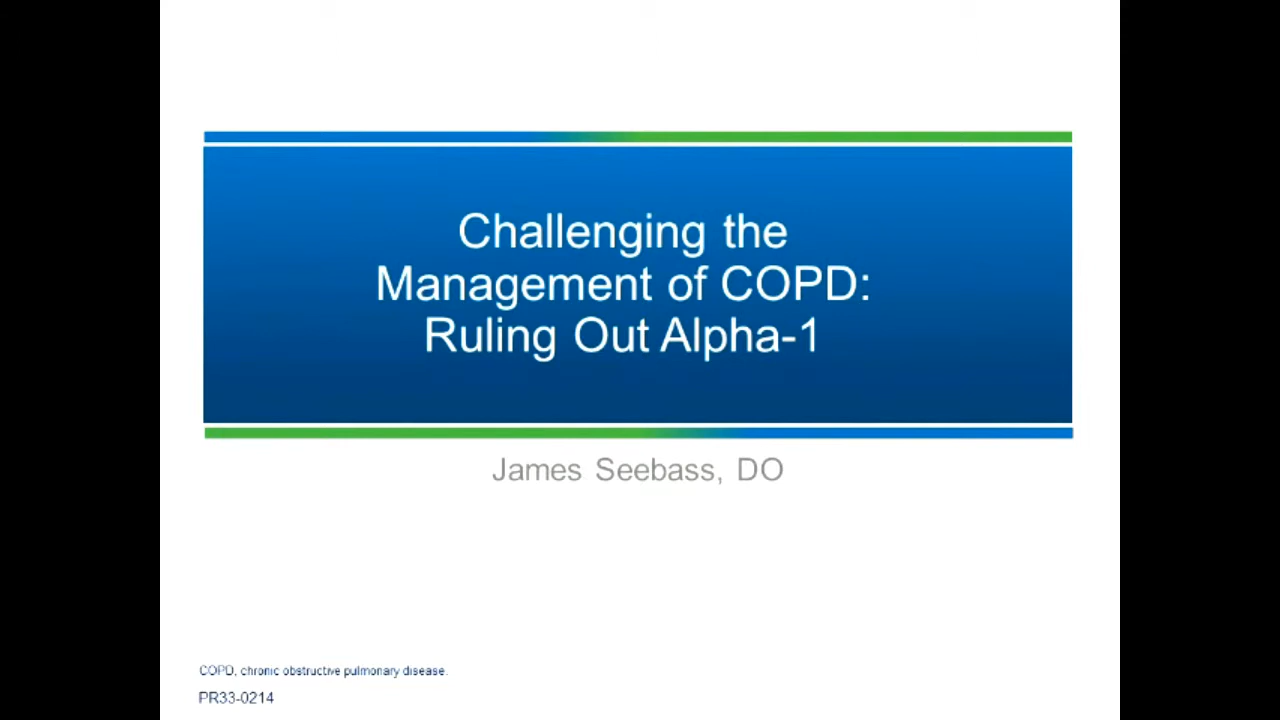 Challenging the
Management of COPD:
Ruling Out Alpha-1
James Seebass, DO
COPD, chronic obstructive pulmonary disease.
PR33-0214